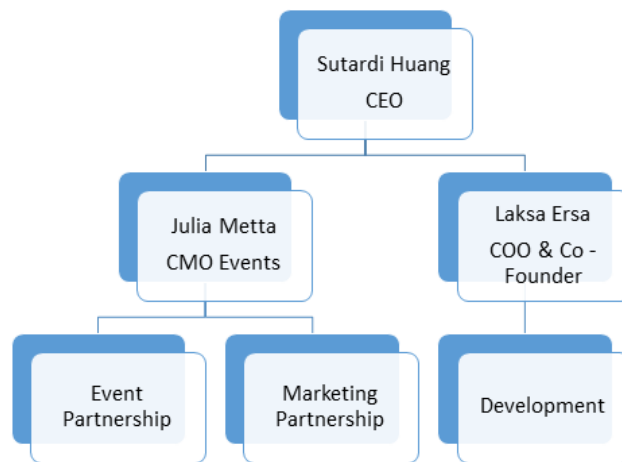 Sutardi Huang
CEO
Julia Metta
CMO Events
Laksa Ersa
COO & Co -
Founder
Event
Partnership
Marketing
Partnership
Development